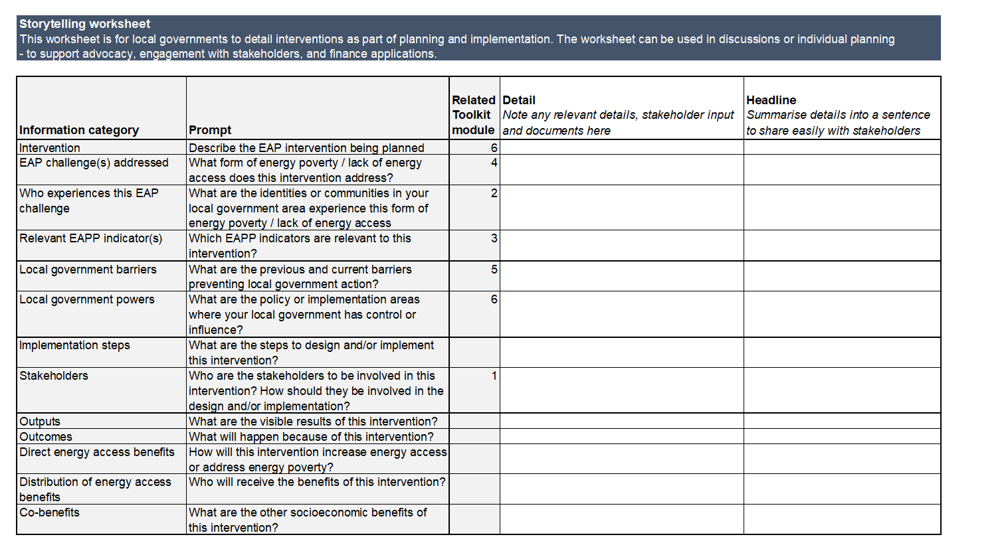 Storytelling worksheet
This worksheet is for local governments to detail interventions as part of planning and implementation. The worksheet can be used in discussions or individual planning
- to support advocacy, engagement with stakeholders, and finance applications.
Information category
Prompt
Related
Toolkit
module
Detail
Note any relevant details, stakeholder input
and documents here
Headline
Summarise details into a sentence
to share easily with stakeholders
Intervention
Describe the EAP intervention being planned
6
EAP challenge(s) addressed
What form of energy poverty / lack of energy
access does this intervention address?
4
Who experiences this EAP
challenge
What are the identities or communities in your
local government area experience this form of
energy poverty / lack of energy access
2
Relevant EAPP indicator(s)
Which EAPP indicators are relevant to this
intervention?
3
Local government barriers
What are the previous and current barriers
preventing local government action?
5
Local government powers
What are the policy or implementation areas
where your local government has control or
influence?
6
Implementation steps
What are the steps to design and/or implement
this intervention?
Stakeholders
Who are the stakeholders to be involved in this
intervention? How should they be involved in the
design and/or implementation?
1
Outputs
What are the visible results of this intervention?
Outcomes
What will happen because of this intervention?
Direct energy access benefits
How will this intervention increase energy access
or address energy poverty?
Distribution of energy access
benefits
Who will receive the benefits of this intervention?
Co-benefits
What are the other socioeconomic benefits of
this intervention?